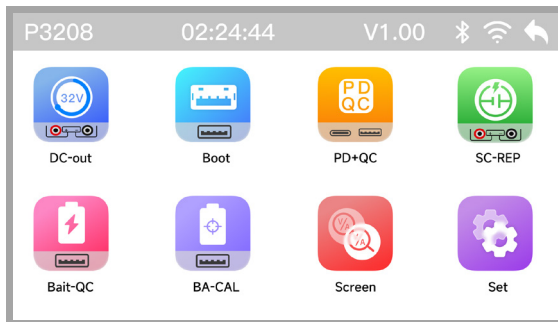 P3208 02:24:44 V1.00
32V
PD
QC
DC-out Boot PD+QC SC-REP
V/A
V/A
Bait-QC BA-CAL Screen Set